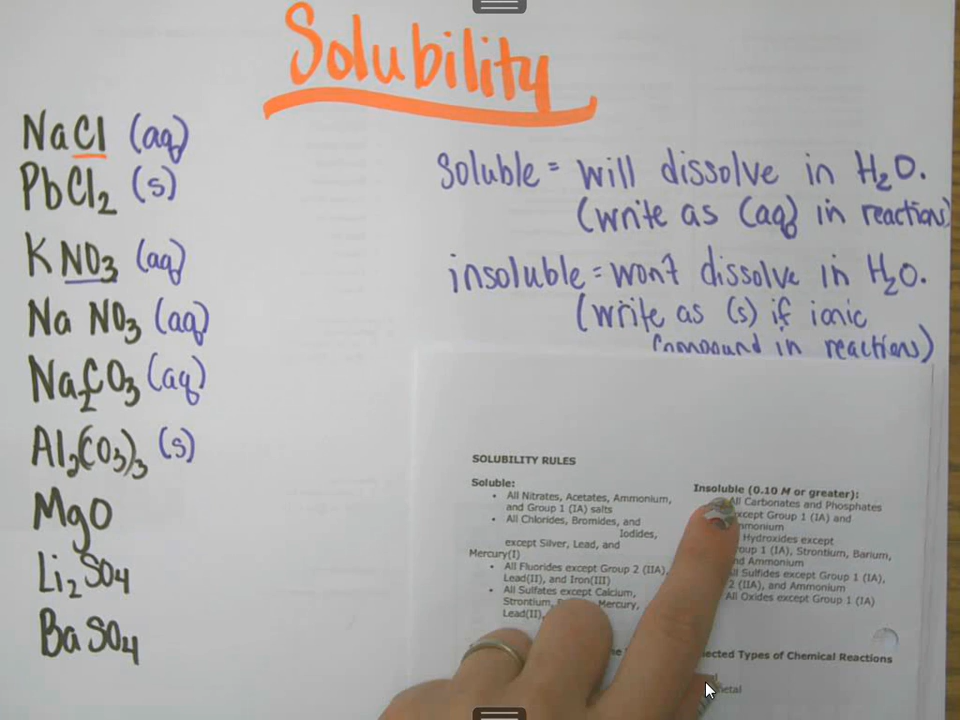 Solubility
NaCl (aq)
PbCl2 (s)
KNO3 (aq)
NaNO3 (aq)
Na2CO3 (aq)
Al2(CO3)3 (s)
MgO
Li2SO4
BaSO4
Soluble = will dissolve in H2O.
(write as (aq) in reactions)
insoluble = won't dissolve in H2O.
(write as (s) if ionic
compound in reactions)
SOLUBILITY RULES
Soluble:
• All Nitrates, Acetates, Ammonium,
and Group 1 (IA) salts
• All Chlorides, Bromides, and
Iodides,
except Silver, Lead, and
Mercury(I)
• All Fluorides except Group 2 (IIA),
Lead(II), and Iron(III)
• All Sulfates except Calcium,
Strontium, Mercury,
Lead(II),
Insoluble (0.10 M or greater):
All Carbonates and Phosphates
except Group 1 (IA) and
Hydroxides except
1 (IA), Strontium, Barium,
and Ammonium
Sulfides except Group 1 (IA),
2 (IIA), and Ammonium
All Oxides except Group 1 (IA)
Types of Chemical Reactions